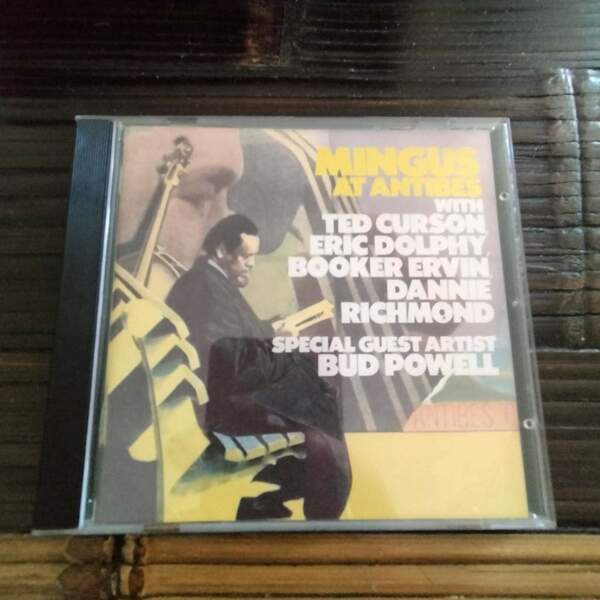 MINGUS
AT ANTIBES
WITH
TED CURSON,
ERIC DOLPHY,
BOOKER ERVIN,
DANNIE
RICHMOND
SPECIAL GUEST ARTIST
BUD POWELL
ANTIBES